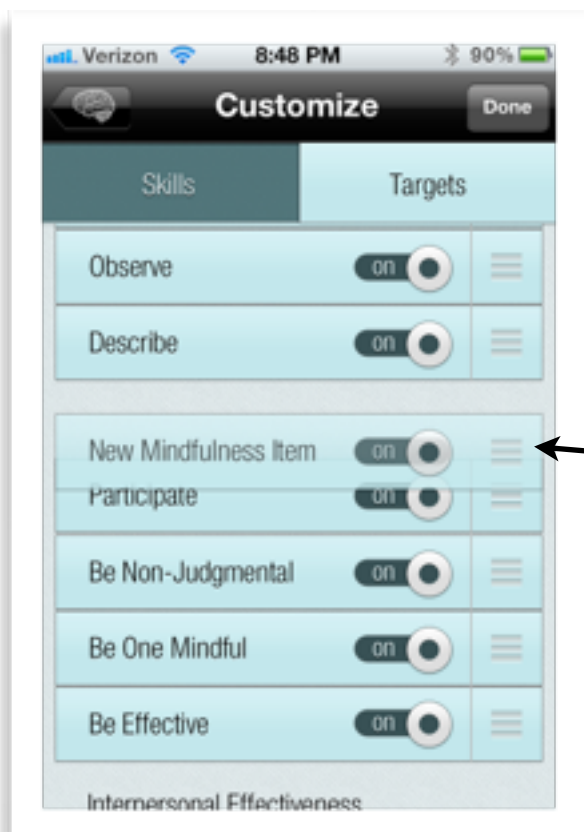 Verizon 8:48 PM 90%
Customize Done
Skills Targets
Observe on
Describe on
New Mindfulness Item on
Participate on
Be Non-Judgmental on
Be One Mindful on
Be Effective on
Interpersonal Effectiveness